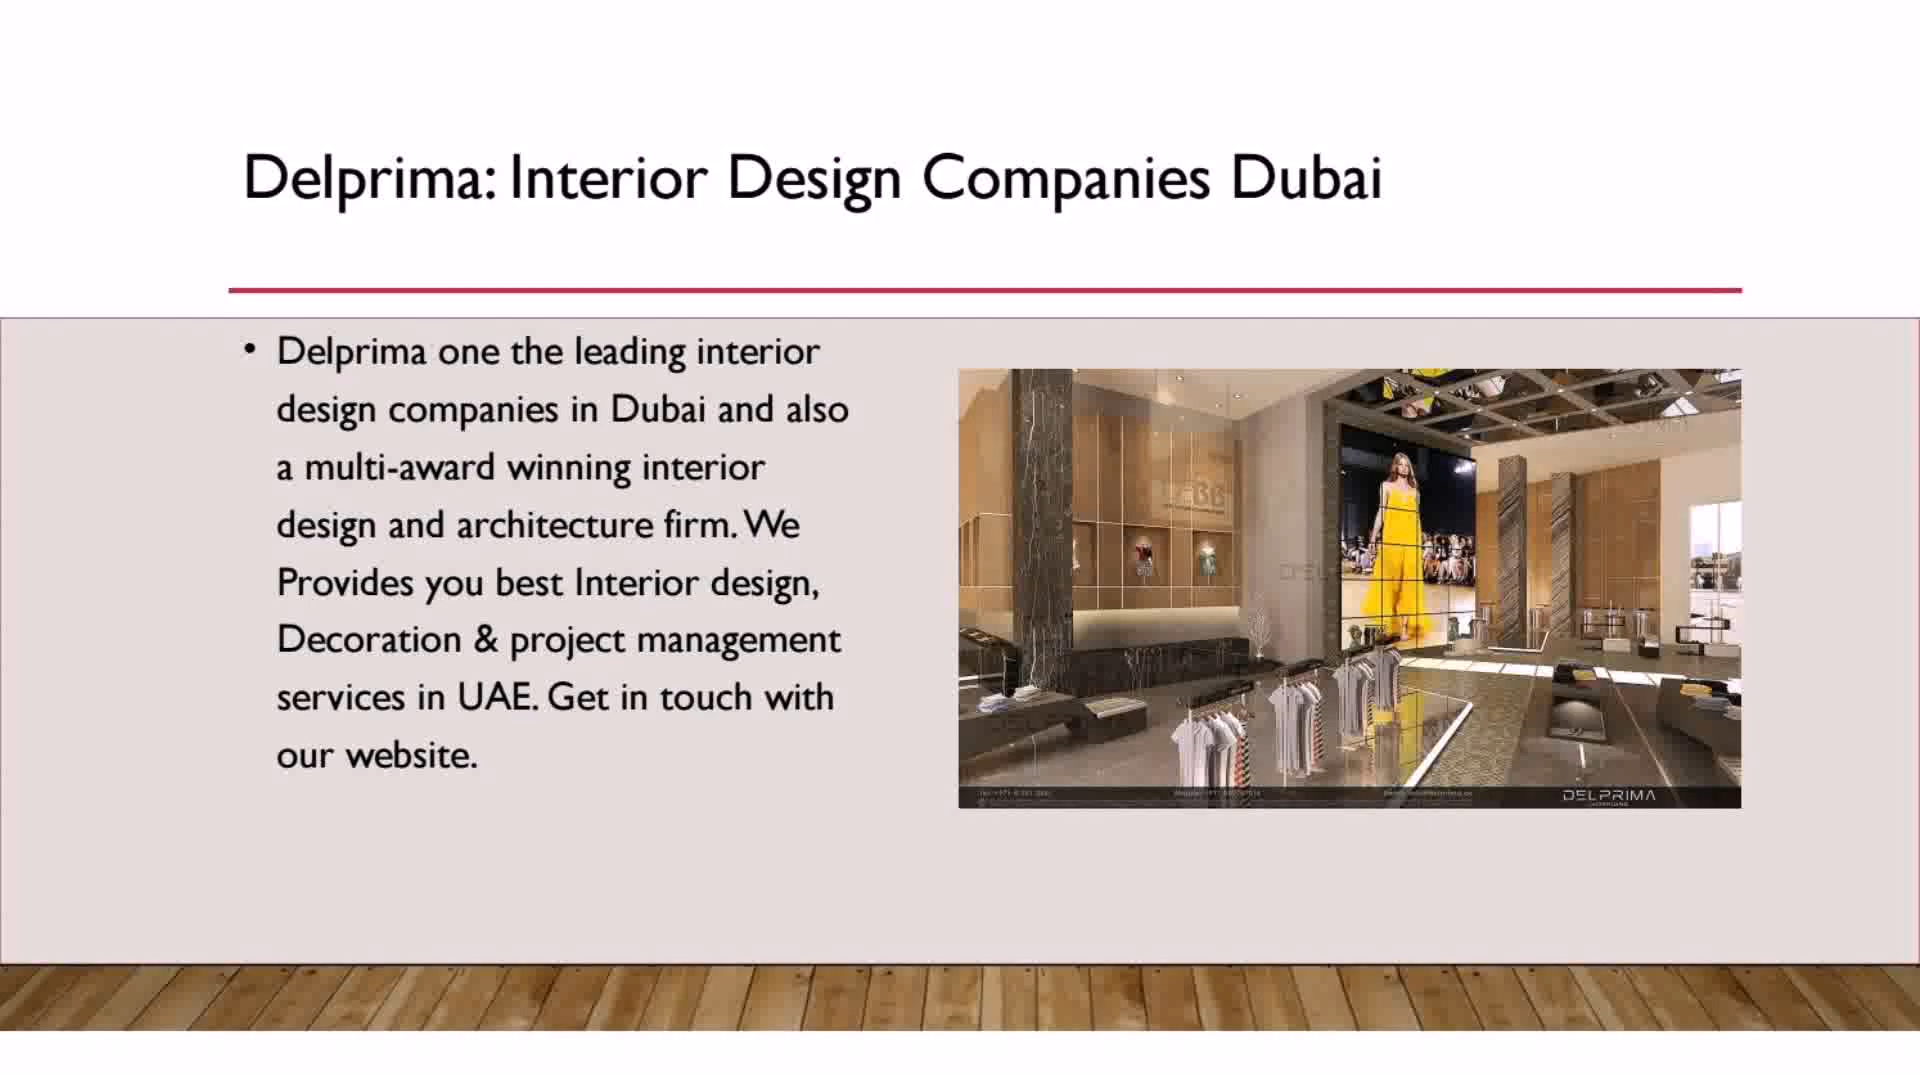 Delprima: Interior Design Companies Dubai
• Delprima one the leading interior
design companies in Dubai and also
a multi-award winning interior
design and architecture firm. We
Provides you best Interior design,
Decoration & project management
services in UAE. Get in touch with
our website.
DELPRIMA